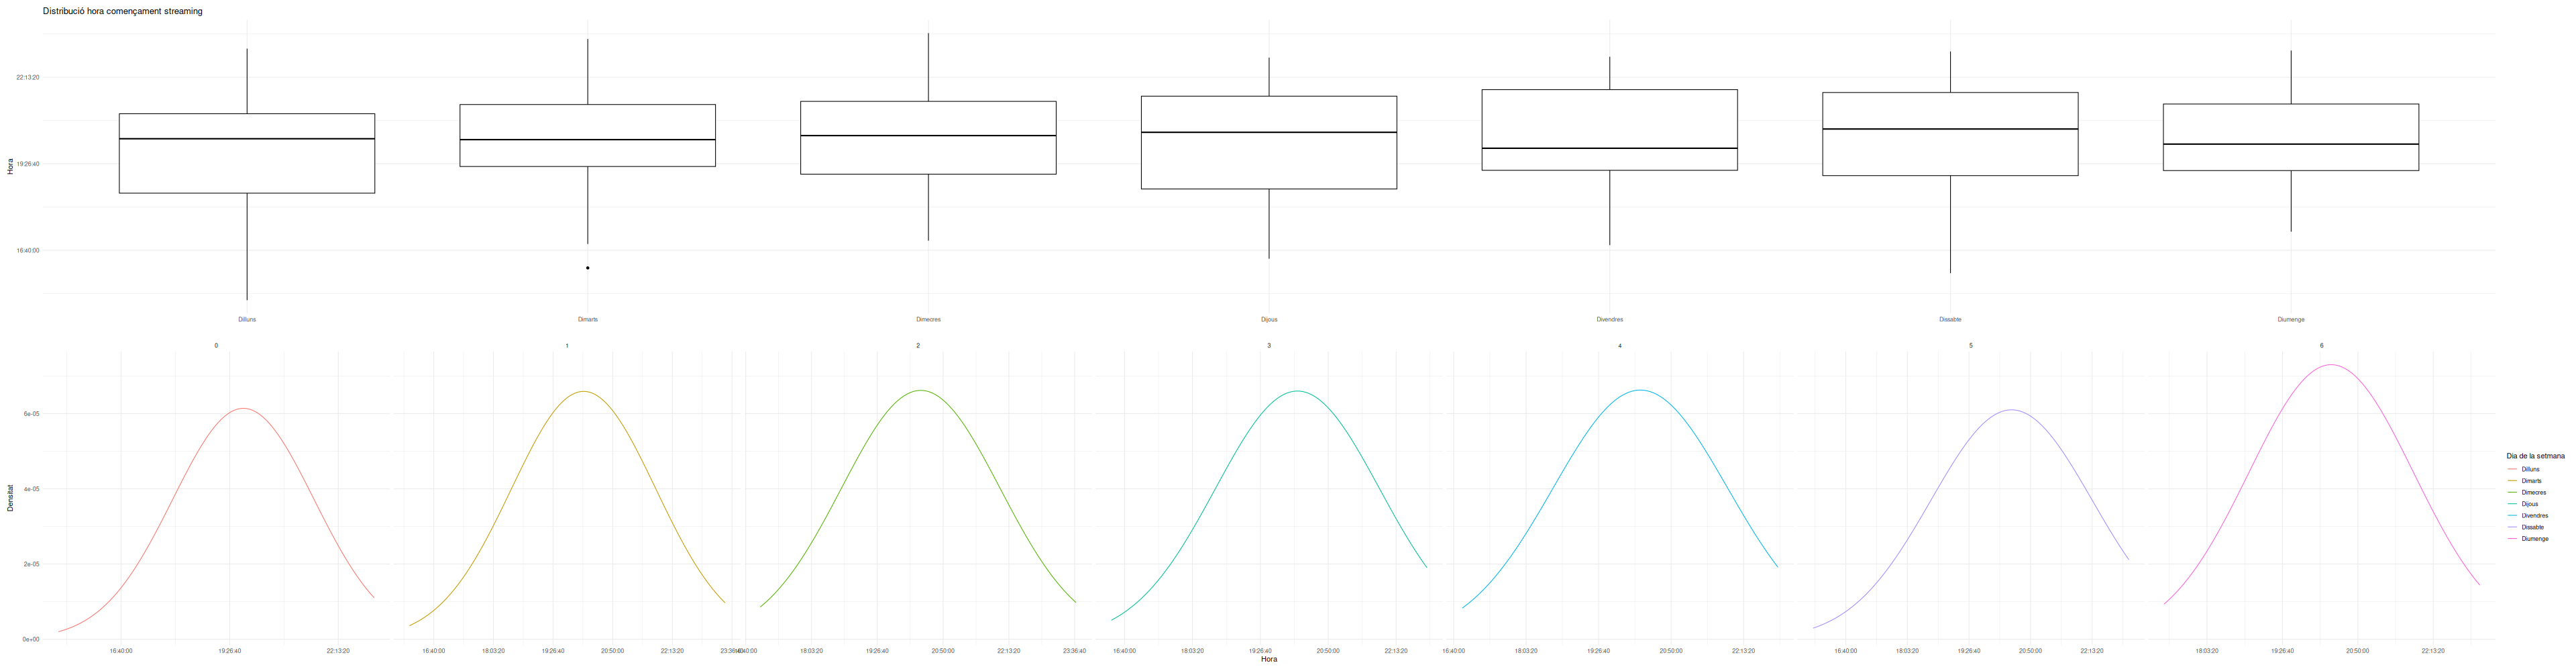 Distribució hora començament streaming
Hora
22:13:20
19:26:40
16:40:00
Dilluns Dimarts Dimecres Dijous Divendres Dissabte Diumenge
0 1 2 3 4 5 6
Densitat
6e-05
4e-05
2e-05
0e+00
16:40:00 19:26:40 22:13:20 16:40:00 18:03:20 19:26:40 20:50:00 22:13:20 18:03:20 19:26:40 20:50:00 22:13:20 23:36:40 16:40:00 18:03:20 19:26:40 20:50:00 22:13:20 16:40:00 18:03:20 19:26:40 20:50:00 22:13:20 16:40:00 18:03:20 19:26:40 20:50:00 22:13:20 18:03:20 19:26:40 20:50:00 22:13:20
Hora
Dia de la setmana
Dilluns
Dimarts
Dimecres
Dijous
Divendres
Dissabte
Diumenge